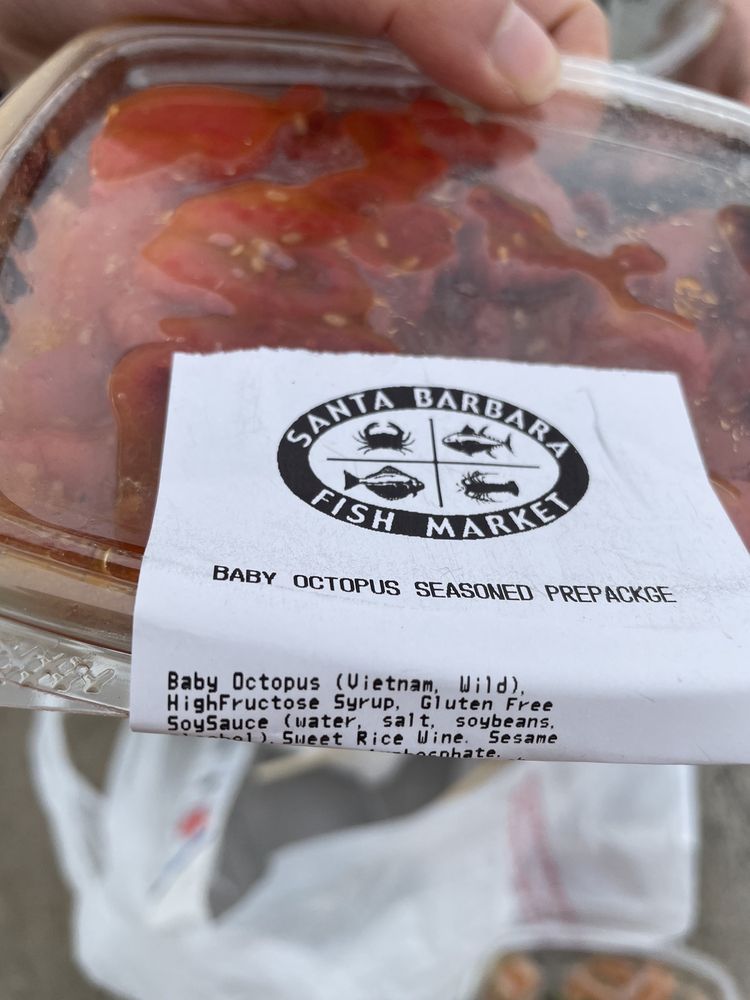 SANTA BARBARA
FISH MARKET
BABY OCTOPUS SEASONED PREPACKGE
Baby Octopus (Vietnam, Wild),
HighFructose Syrup, Gluten Free
SoySauce (water, salt, soybeans,
Sweet Rice Wine. Sesame